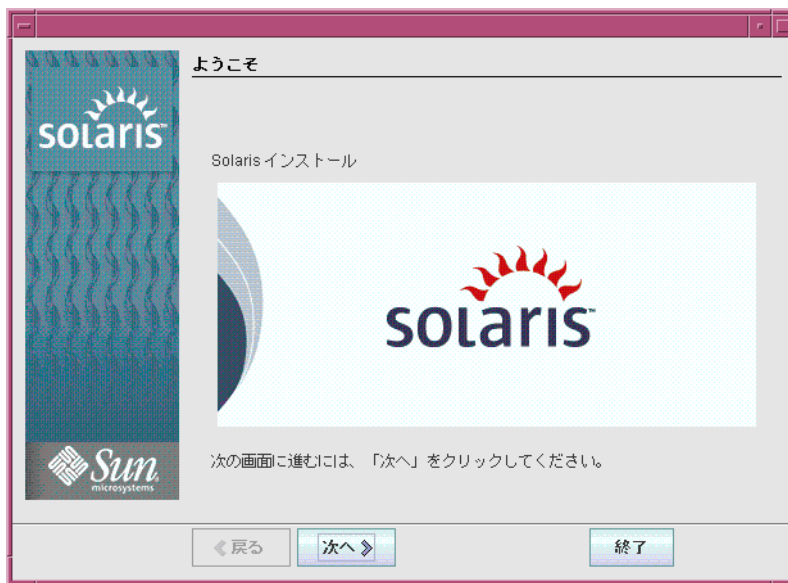 ようこそ
solaris™
Solaris インストール
solaris™
次の画面に進むには、「次へ」をクリックしてください。
Sun
microsystems
戻る
次へ
終了